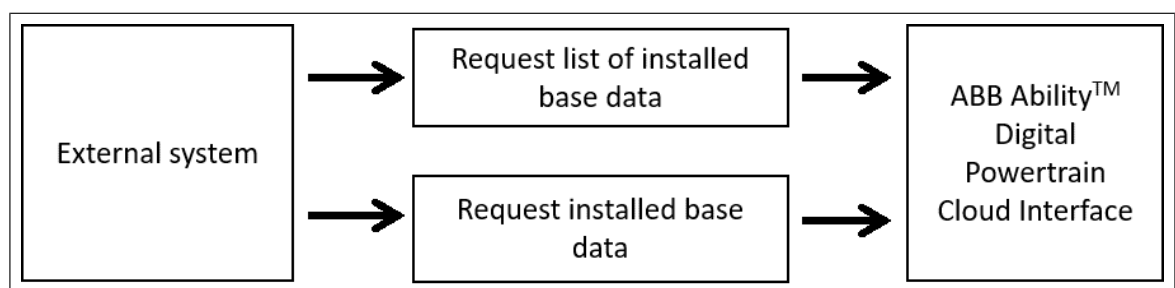 External system
Request list of installed
base data
Request installed base
data
ABB Ability™
Digital
Powertrain
Cloud Interface